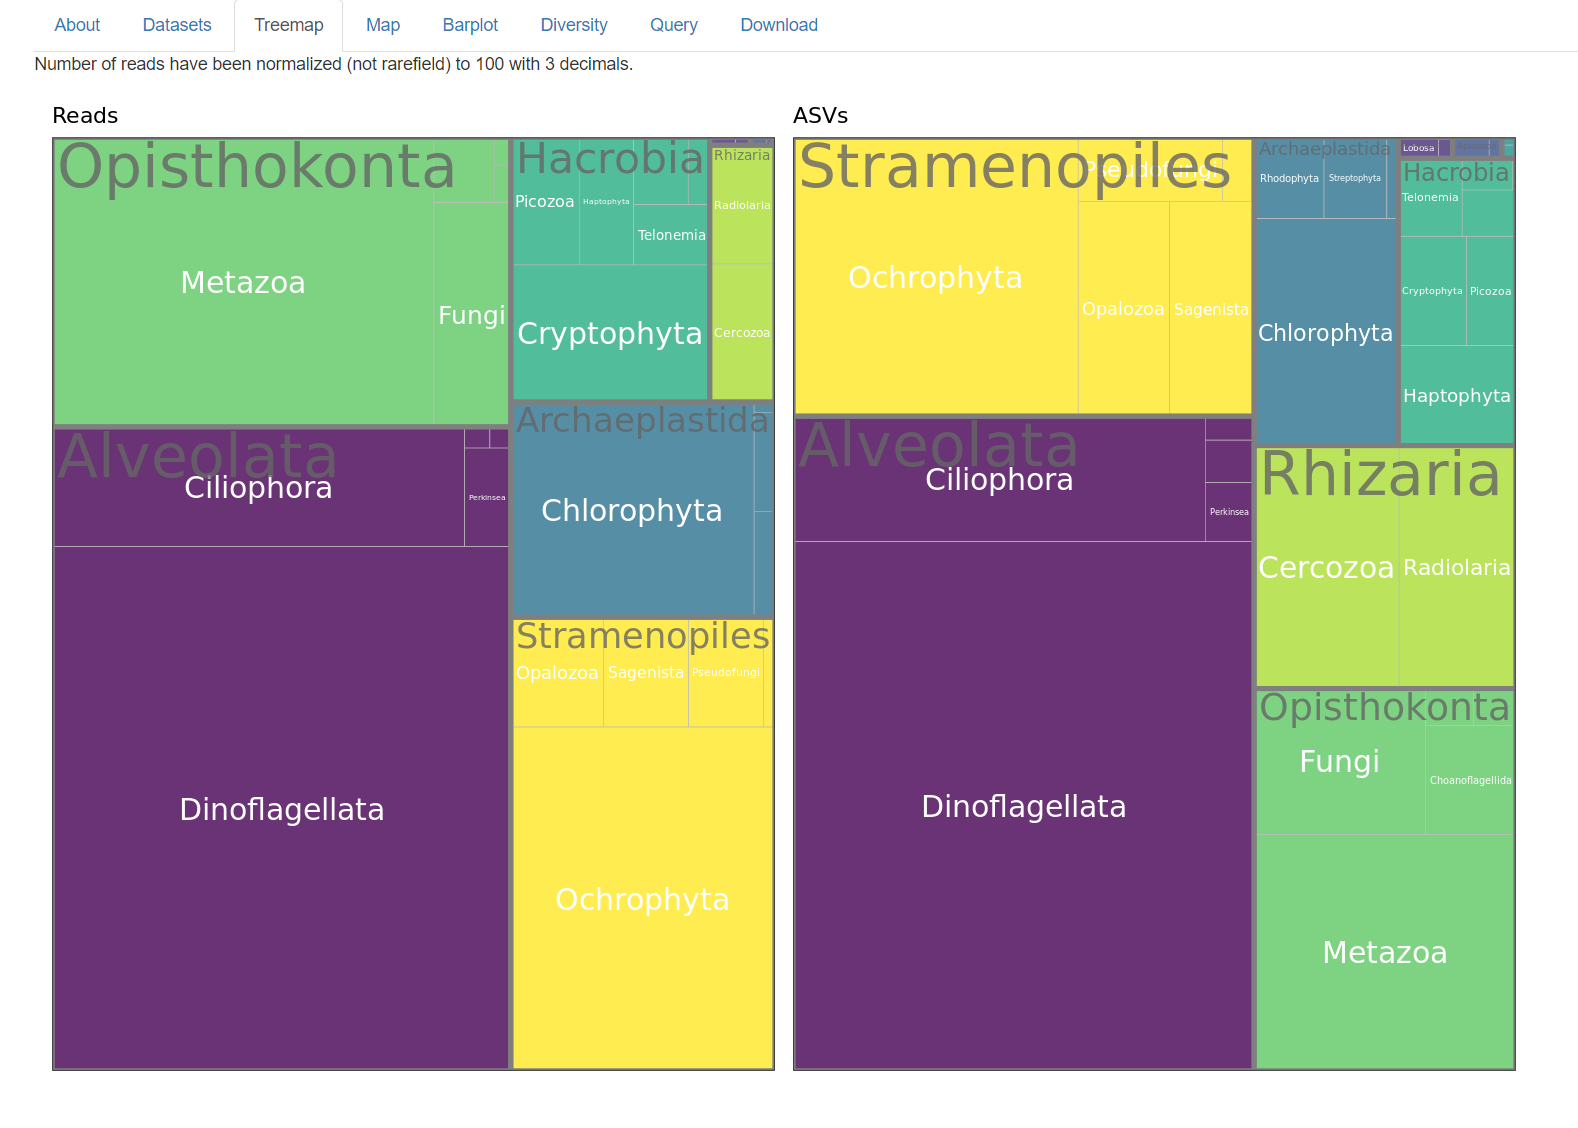 About Datasets Treemap Map Barplot Diversity Query Download
Number of reads have been normalized (not rarefield) to 100 with 3 decimals.
Reads
Opisthokonta
Metazoa
Fungi
Hacrobia
Picozoa
Haptophyta
Telonemia
Cryptophyta
Rhizaria
Radiolaria
Cercozoa
Alveolata
Ciliophora
Perkinsea
Dinoflagellata
Archaeplastida
Chlorophyta
Stramenopiles
Opalozoa
Sagenista
Pseudofungi
Ochrophyta
ASVs
Stramenopiles
Pseudofungi
Ochrophyta
Opalozoa
Sagenista
Archaeplastida
Rhodophyta
Streptophyta
Chlorophyta
Lobosa
Hacrobia
Telonemia
Cryptophyta
Picozoa
Haptophyta
Alveolata
Ciliophora
Perkinsea
Dinoflagellata
Rhizaria
Cercozoa
Radiolaria
Opisthokonta
Fungi
Choanoflagellida
Metazoa